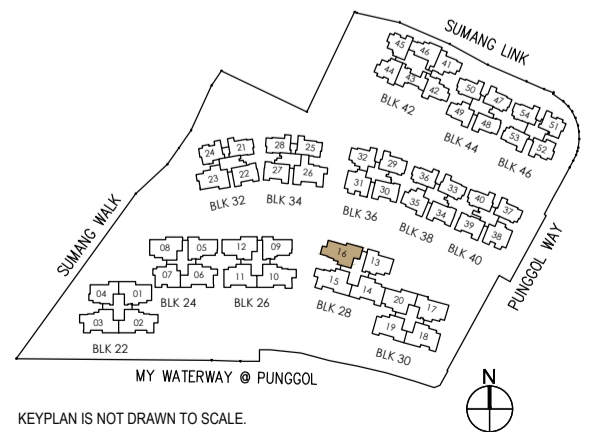 SUMANG LINK
45 46 41
44 43 42
BLK 42
50 47
49 48
BLK 44
54 51
53 52
BLK 46
24 21
23 22
BLK 32
28 25
27 26
BLK 34
32 29
31 30
BLK 36
36 33
35 34
BLK 38
40 37
39 38
BLK 40
SUMANG WALK
PUNGGOL WAY
08 05
07 06
BLK 24
12 09
11 10
BLK 26
16 13
15 14
BLK 28
20 17
19 18
BLK 30
04 01
03 02
BLK 22
MY WATERWAY @ PUNGGOL
N
KEYPLAN IS NOT DRAWN TO SCALE.